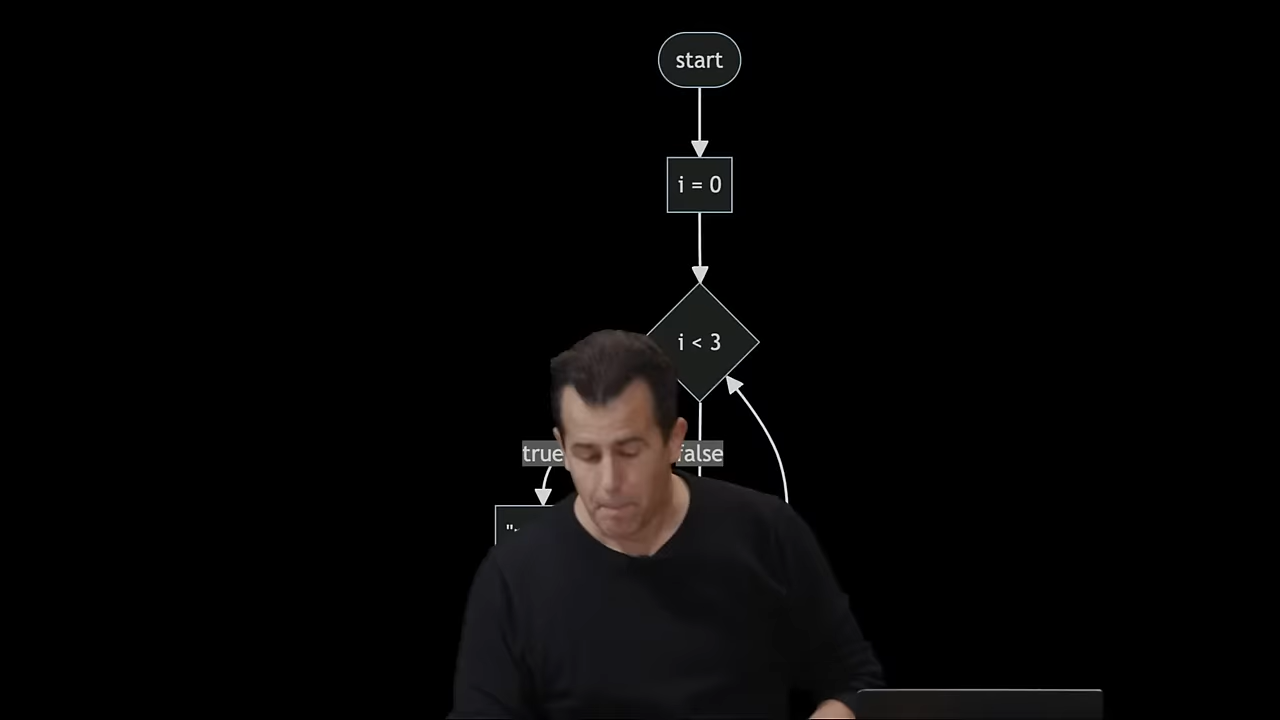 start
i = 0
i < 3
true
false